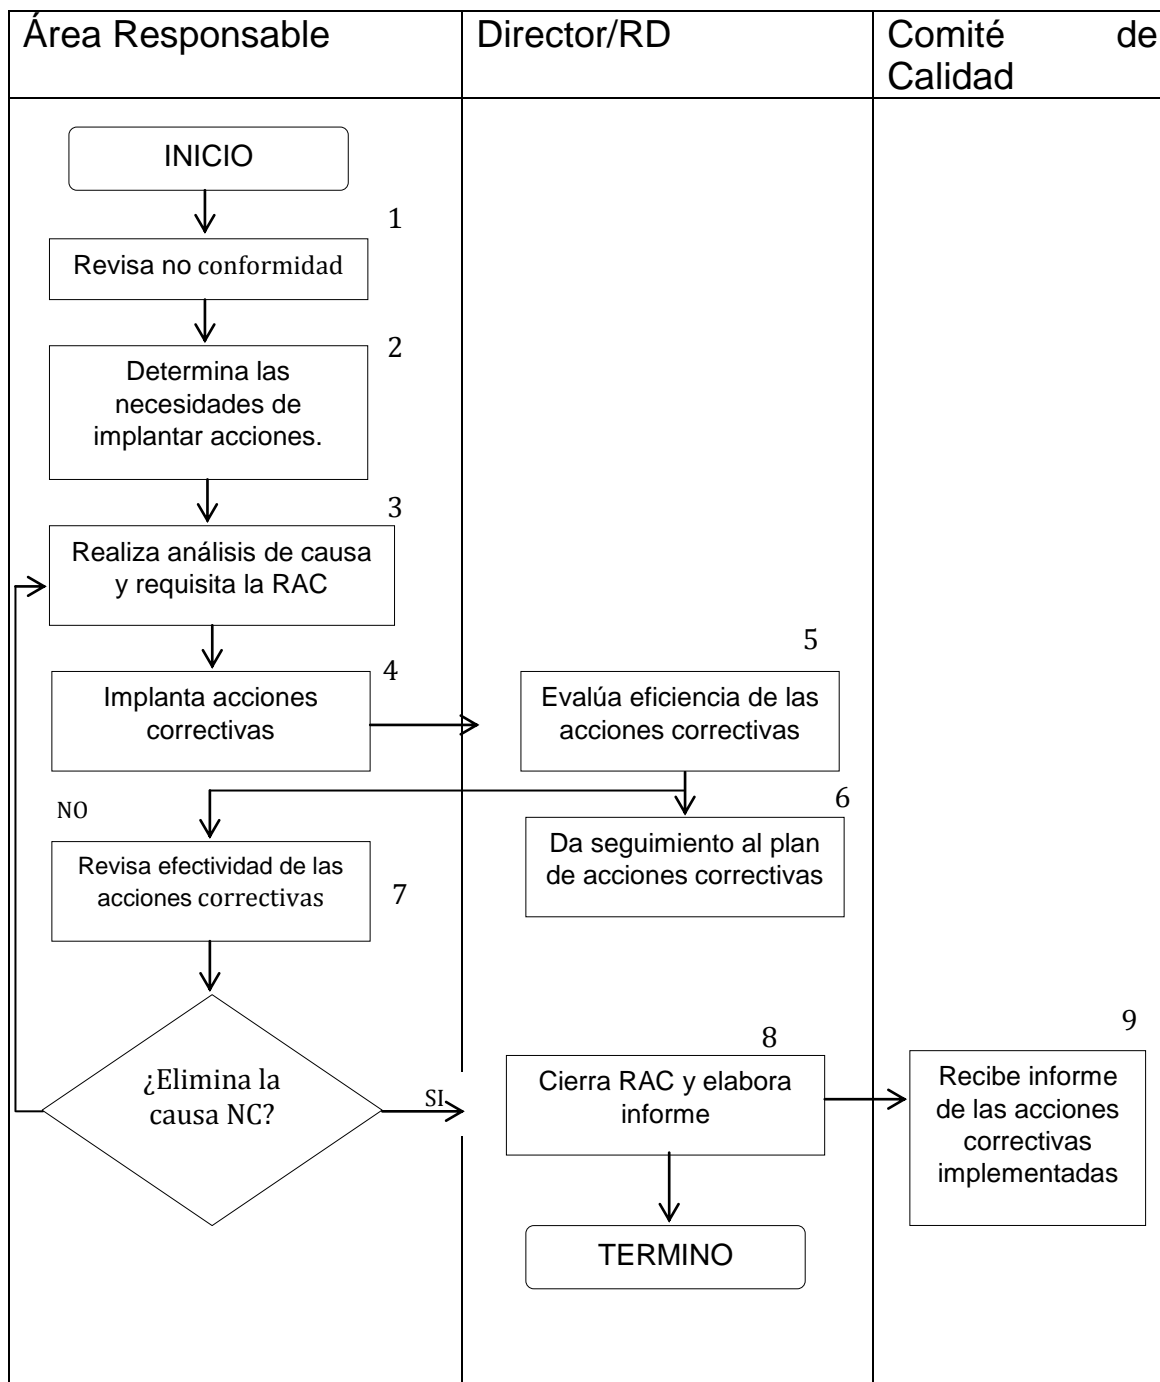 Área Responsable
Director/RD
Comité de
Calidad
INICIO
1
Revisa no conformidad
2
Determina las
necesidades de
implantar acciones.
3
Realiza análisis de causa
y requisita la RAC
4
Implanta acciones
correctivas
5
Evalúa eficiencia de las
acciones correctivas
6
Da seguimiento al plan
de acciones correctivas
NO
7
Revisa efectividad de las
acciones correctivas
¿Elimina la
causa NC?
SI
8
Cierra RAC y elabora
informe
9
Recibe informe
de las acciones
correctivas
implementadas
TERMINO